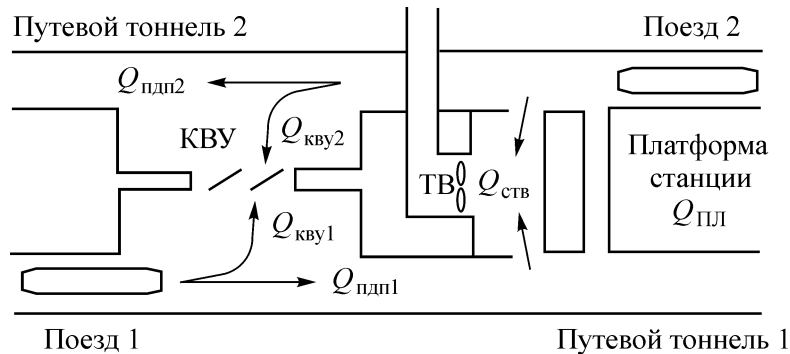 Путевой тоннель 2
Поезд 2
Qпдп2
КВУ
Qкву2
Платформа
станции
QПЛ
ТВ
Qств
Qкву1
Qпдп1
Поезд 1
Путевой тоннель 1